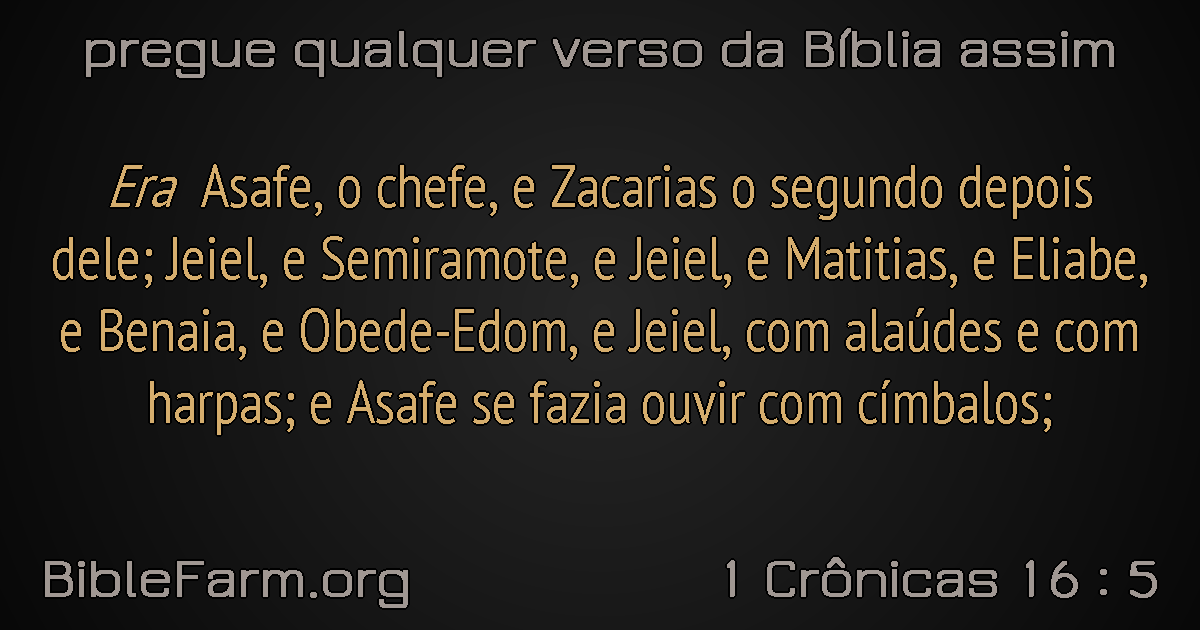 pregue qualquer verso da Bíblia assim
Era Asafe, o chefe, e Zacarias o segundo depois
dele; Jeiel, e Semiramote, e Jeiel, e Matitias, e Eliabe,
e Benaia, e Obede-Edom, e Jeiel, com alaúdes e com
harpas; e Asafe se fazia ouvir com címbalos;
BibleFarm.org
1 Crônicas 16 : 5